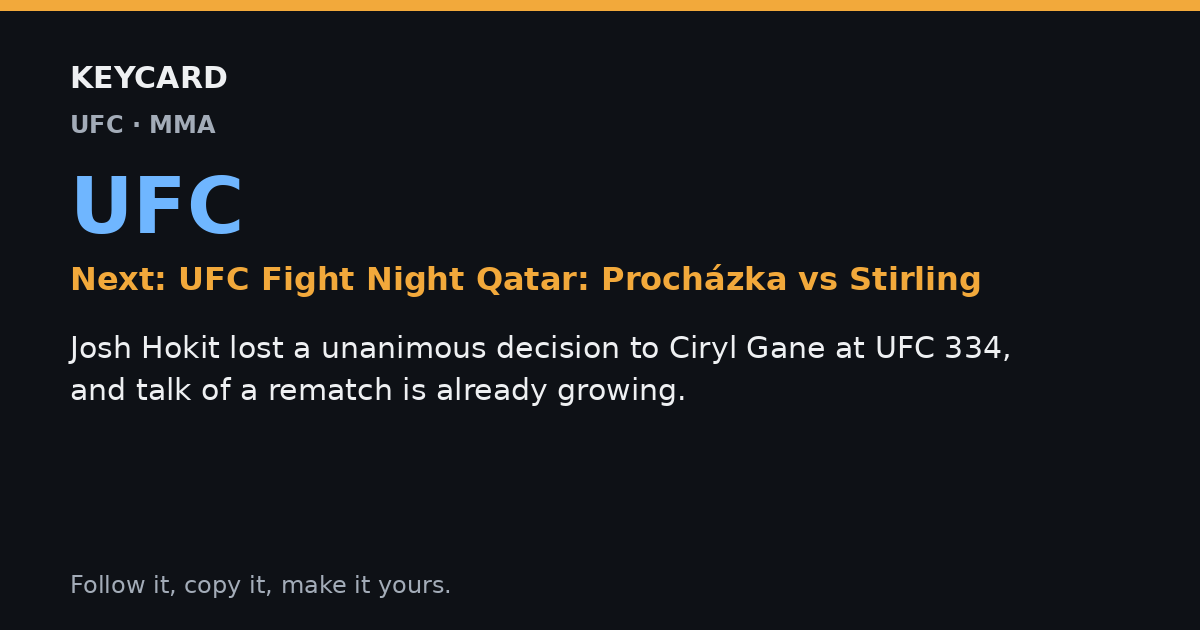 KEYCARD
UFC · MMA
UFC
Next: UFC Fight Night Qatar: Procházka vs Stirling
Josh Hokit lost a unanimous decision to Ciryl Gane at UFC 334,
and talk of a rematch is already growing.
Follow it, copy it, make it yours.